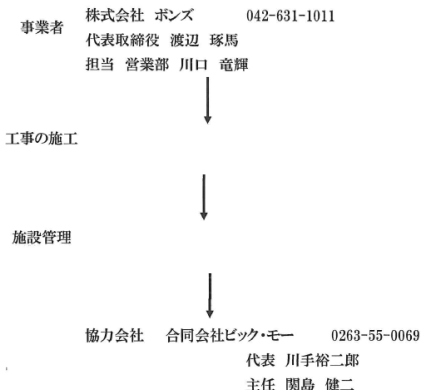 事業者 株式会社 ボンズ 042-631-1011
代表取締役 渡辺 琢馬
担当 営業部 川口 竜輝
工事の施工
施設管理
協力会社 合同会社ビック・モー 0263-55-0069
代表 川手裕二郎
主任 関島 健二